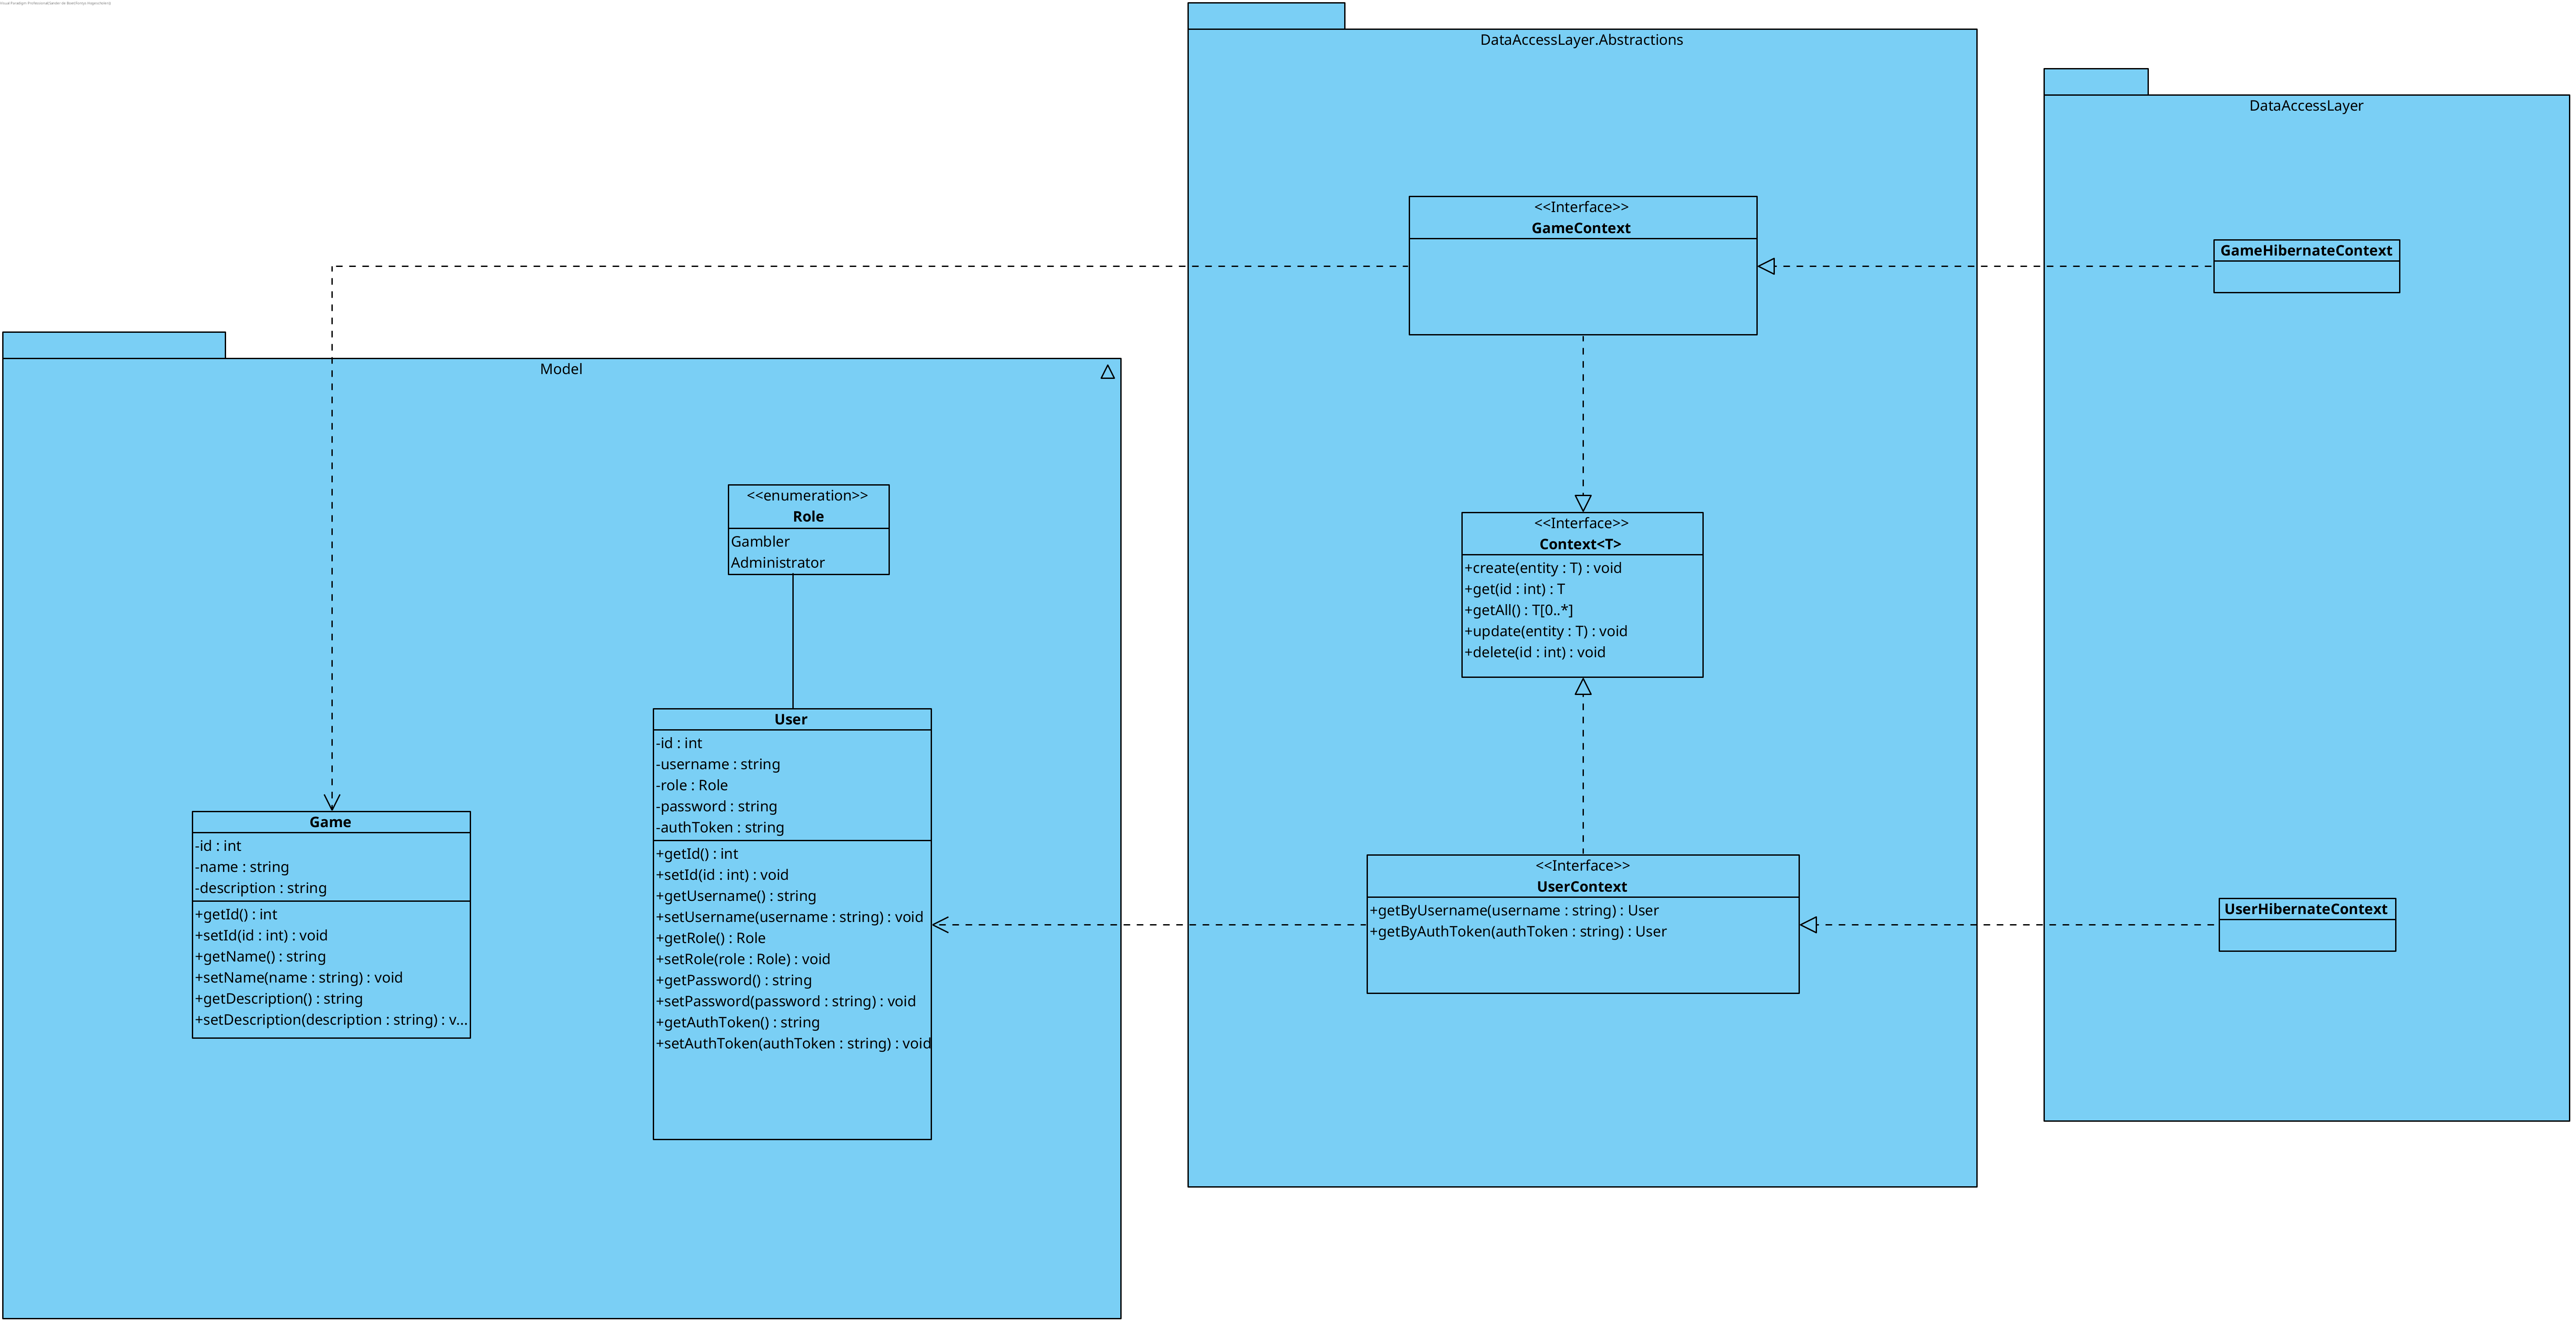 DataAccessLayer.Abstractions
DataAccessLayer
<<Interface>>
GameContext
GameHibernateContext
Model
<<enumeration>>
Role
Gambler
Administrator
<<Interface>>
Context<T>
+create(entity : T) : void
+get(id : int) : T
+getAll() : T[0..*]
+update(entity : T) : void
+delete(id : int) : void
User
-id : int
-username : string
-role : Role
-password : string
-authToken : string
+getId() : int
+setId(id : int) : void
+getUsername() : string
+setUsername(username : string) : void
+getRole() : Role
+setRole(role : Role) : void
+getPassword() : string
+setPassword(password : string) : void
+getAuthToken() : string
+setAuthToken(authToken : string) : void
Game
-id : int
-name : string
-description : string
+getId() : int
+setId(id : int) : void
+getName() : string
+setName(name : string) : void
+getDescription() : string
+setDescription(description : string) : v...
<<Interface>>
UserContext
+getByUsername(username : string) : User
+getByAuthToken(authToken : string) : User
UserHibernateContext